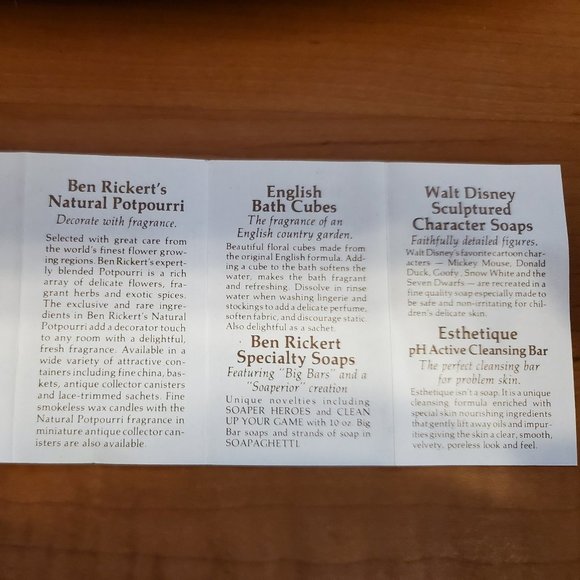 Ben Rickert's
Natural Potpourri
Decorate with fragrance.
Selected with great care from
the world's finest flower grow-
ing regions. Ben Rickert's expert-
ly blended Potpourri is a rich
array of delicate flowers, fra-
grant herbs and exotic spices.
The exclusive and rare ingre-
dients in Ben Rickert's Natural
Potpourri add a decorator touch
to any room with a delightful,
fresh fragrance. Available in a
wide variety of attractive con-
tainers including fine china, bas-
kets, antique collector canisters
and lace-trimmed sachets. Fine
smokeless wax candles with the
Natural Potpourri fragrance in
miniature antique collector can-
isters are also available.
English
Bath Cubes
The fragrance of an
English country garden.
Beautiful floral cubes made from
the original English formula. Add-
ing a cube to the bath softens the
water, makes the bath fragrant
and refreshing. Dissolve in rinse
water when washing lingerie and
stockings to add a delicate perfume,
soften fabric, and discourage static.
Also delightful as a sachet.
Ben Rickert
Specialty Soaps
Featuring "Big Bars" and a
"Soaperior" creation
Unique novelties including
SOAPER HEROES and CLEAN
UP YOUR GAME with 10 oz. Big
Bar soaps and strands of soap in
SOAPAGHETTI.
Walt Disney
Sculptured
Character Soaps
Faithfully detailed figures.
Walt Disney's favorite cartoon char-
acters — Mickey Mouse, Donald
Duck, Goofy, Snow White and the
Seven Dwarfs — are recreated in a
fine quality soap especially made to
be safe and non-irritating for chil-
dren's delicate skin.
Esthetique
pH Active Cleansing Bar
The perfect cleansing bar
for problem skin.
Esthetique isn't a soap. It is a unique
cleansing formula enriched with
special skin nourishing ingredients
that gently lift away oils and impur-
ities giving the skin a clear, smooth,
velvety, poreless look and feel.